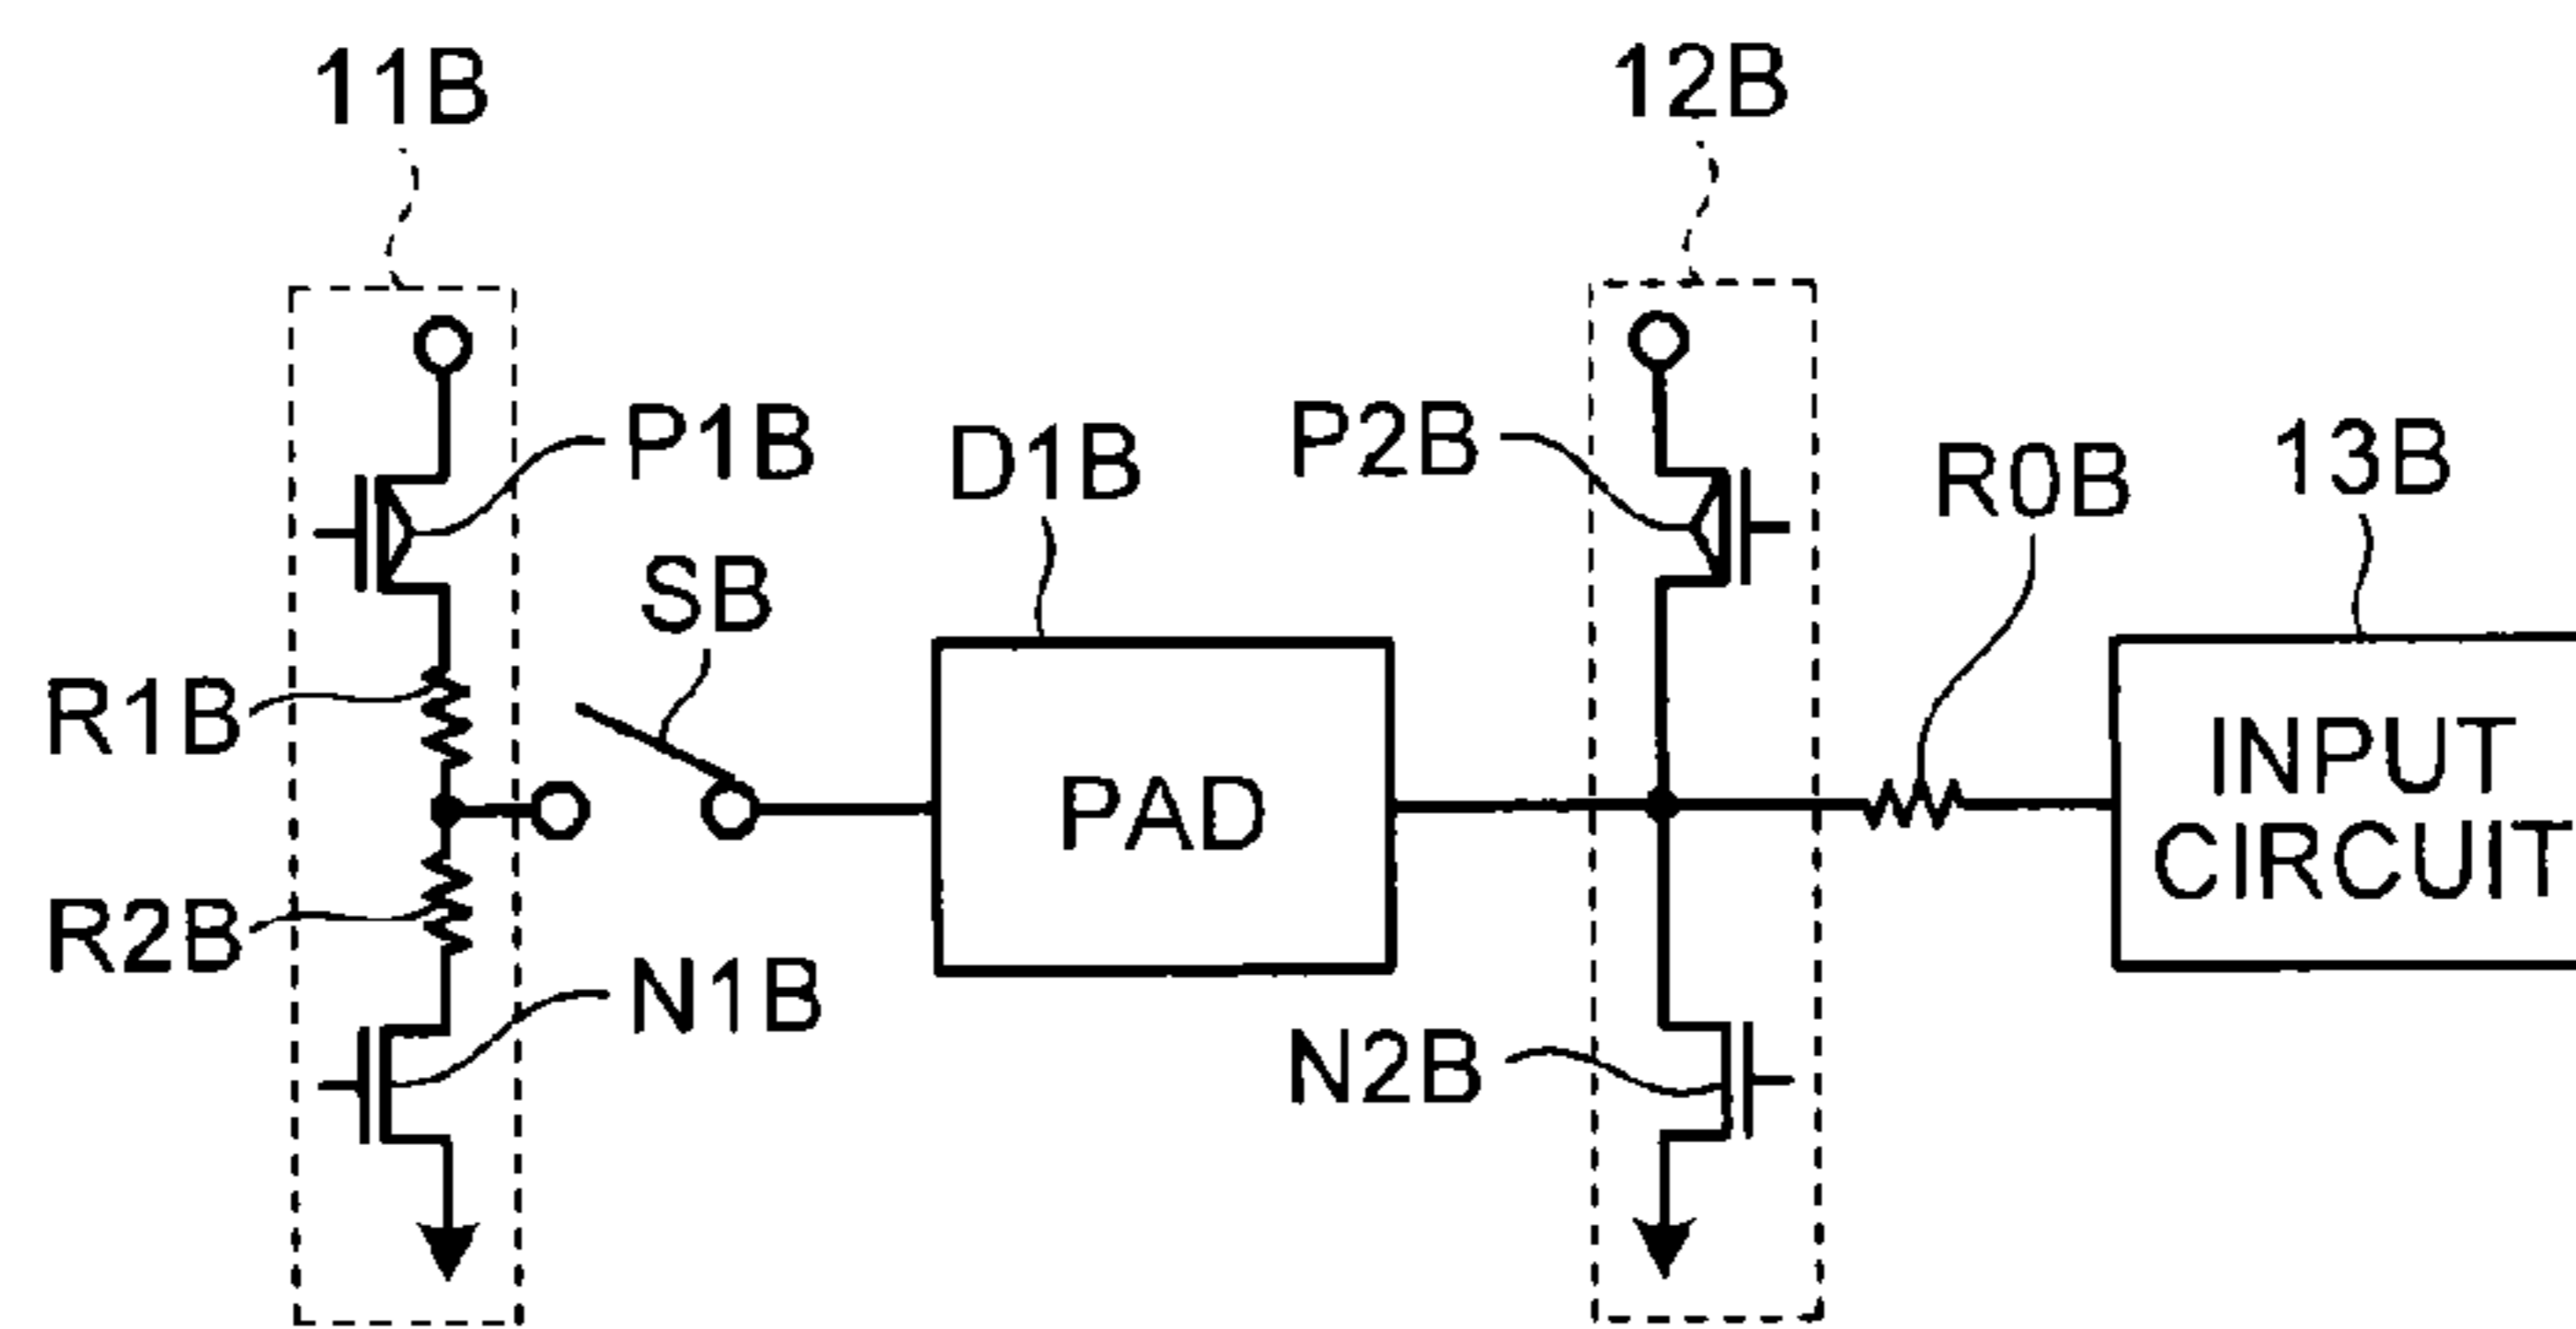 11B
12B
P1B
D1B
P2B
R0B
13B
SB
R1B
PAD
INPUT
CIRCUIT
R2B
N1B
N2B